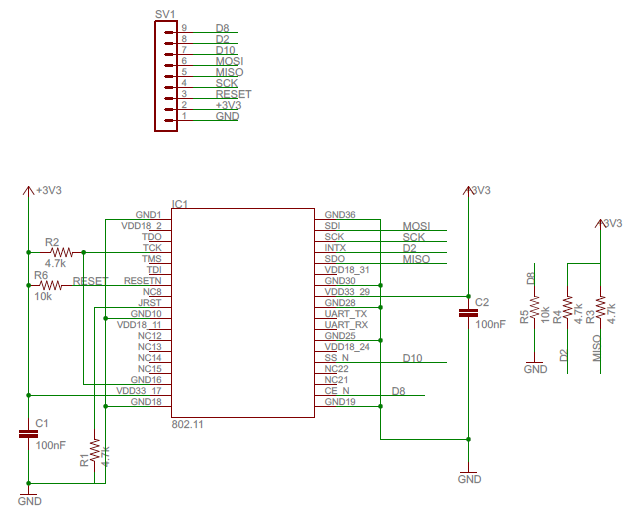 SV1
9 D8
8 D2
7 D10
6 MOSI
5 MISO
4 SCK
3 RESET
2 +3V3
1 GND
+3V3
3V3
3V3
IC1
GND1
VDD18_2
TDO
TCK
TMS
TDI
RESETN
NC8
JRST
GND10
VDD18_11
NC12
NC13
NC14
NC15
GND16
VDD33_17
GND18
GND36
SDI MOSI
SCK SCK
INTX D2
SDO MISO
VDD18_31
GND30
VDD33_29
GND28
UART_TX
UART_RX
GND25
VDD18_24
SS_N D10
NC22
NC21
CE_N D8
GND19
802.11
R2
4.7k
R6
10k
RESET
C1
100nF
R1
4.7k
GND
C2
100nF
GND
D8
R5
10k
GND
R4
4.7k
D2
R3
4.7k
MISO